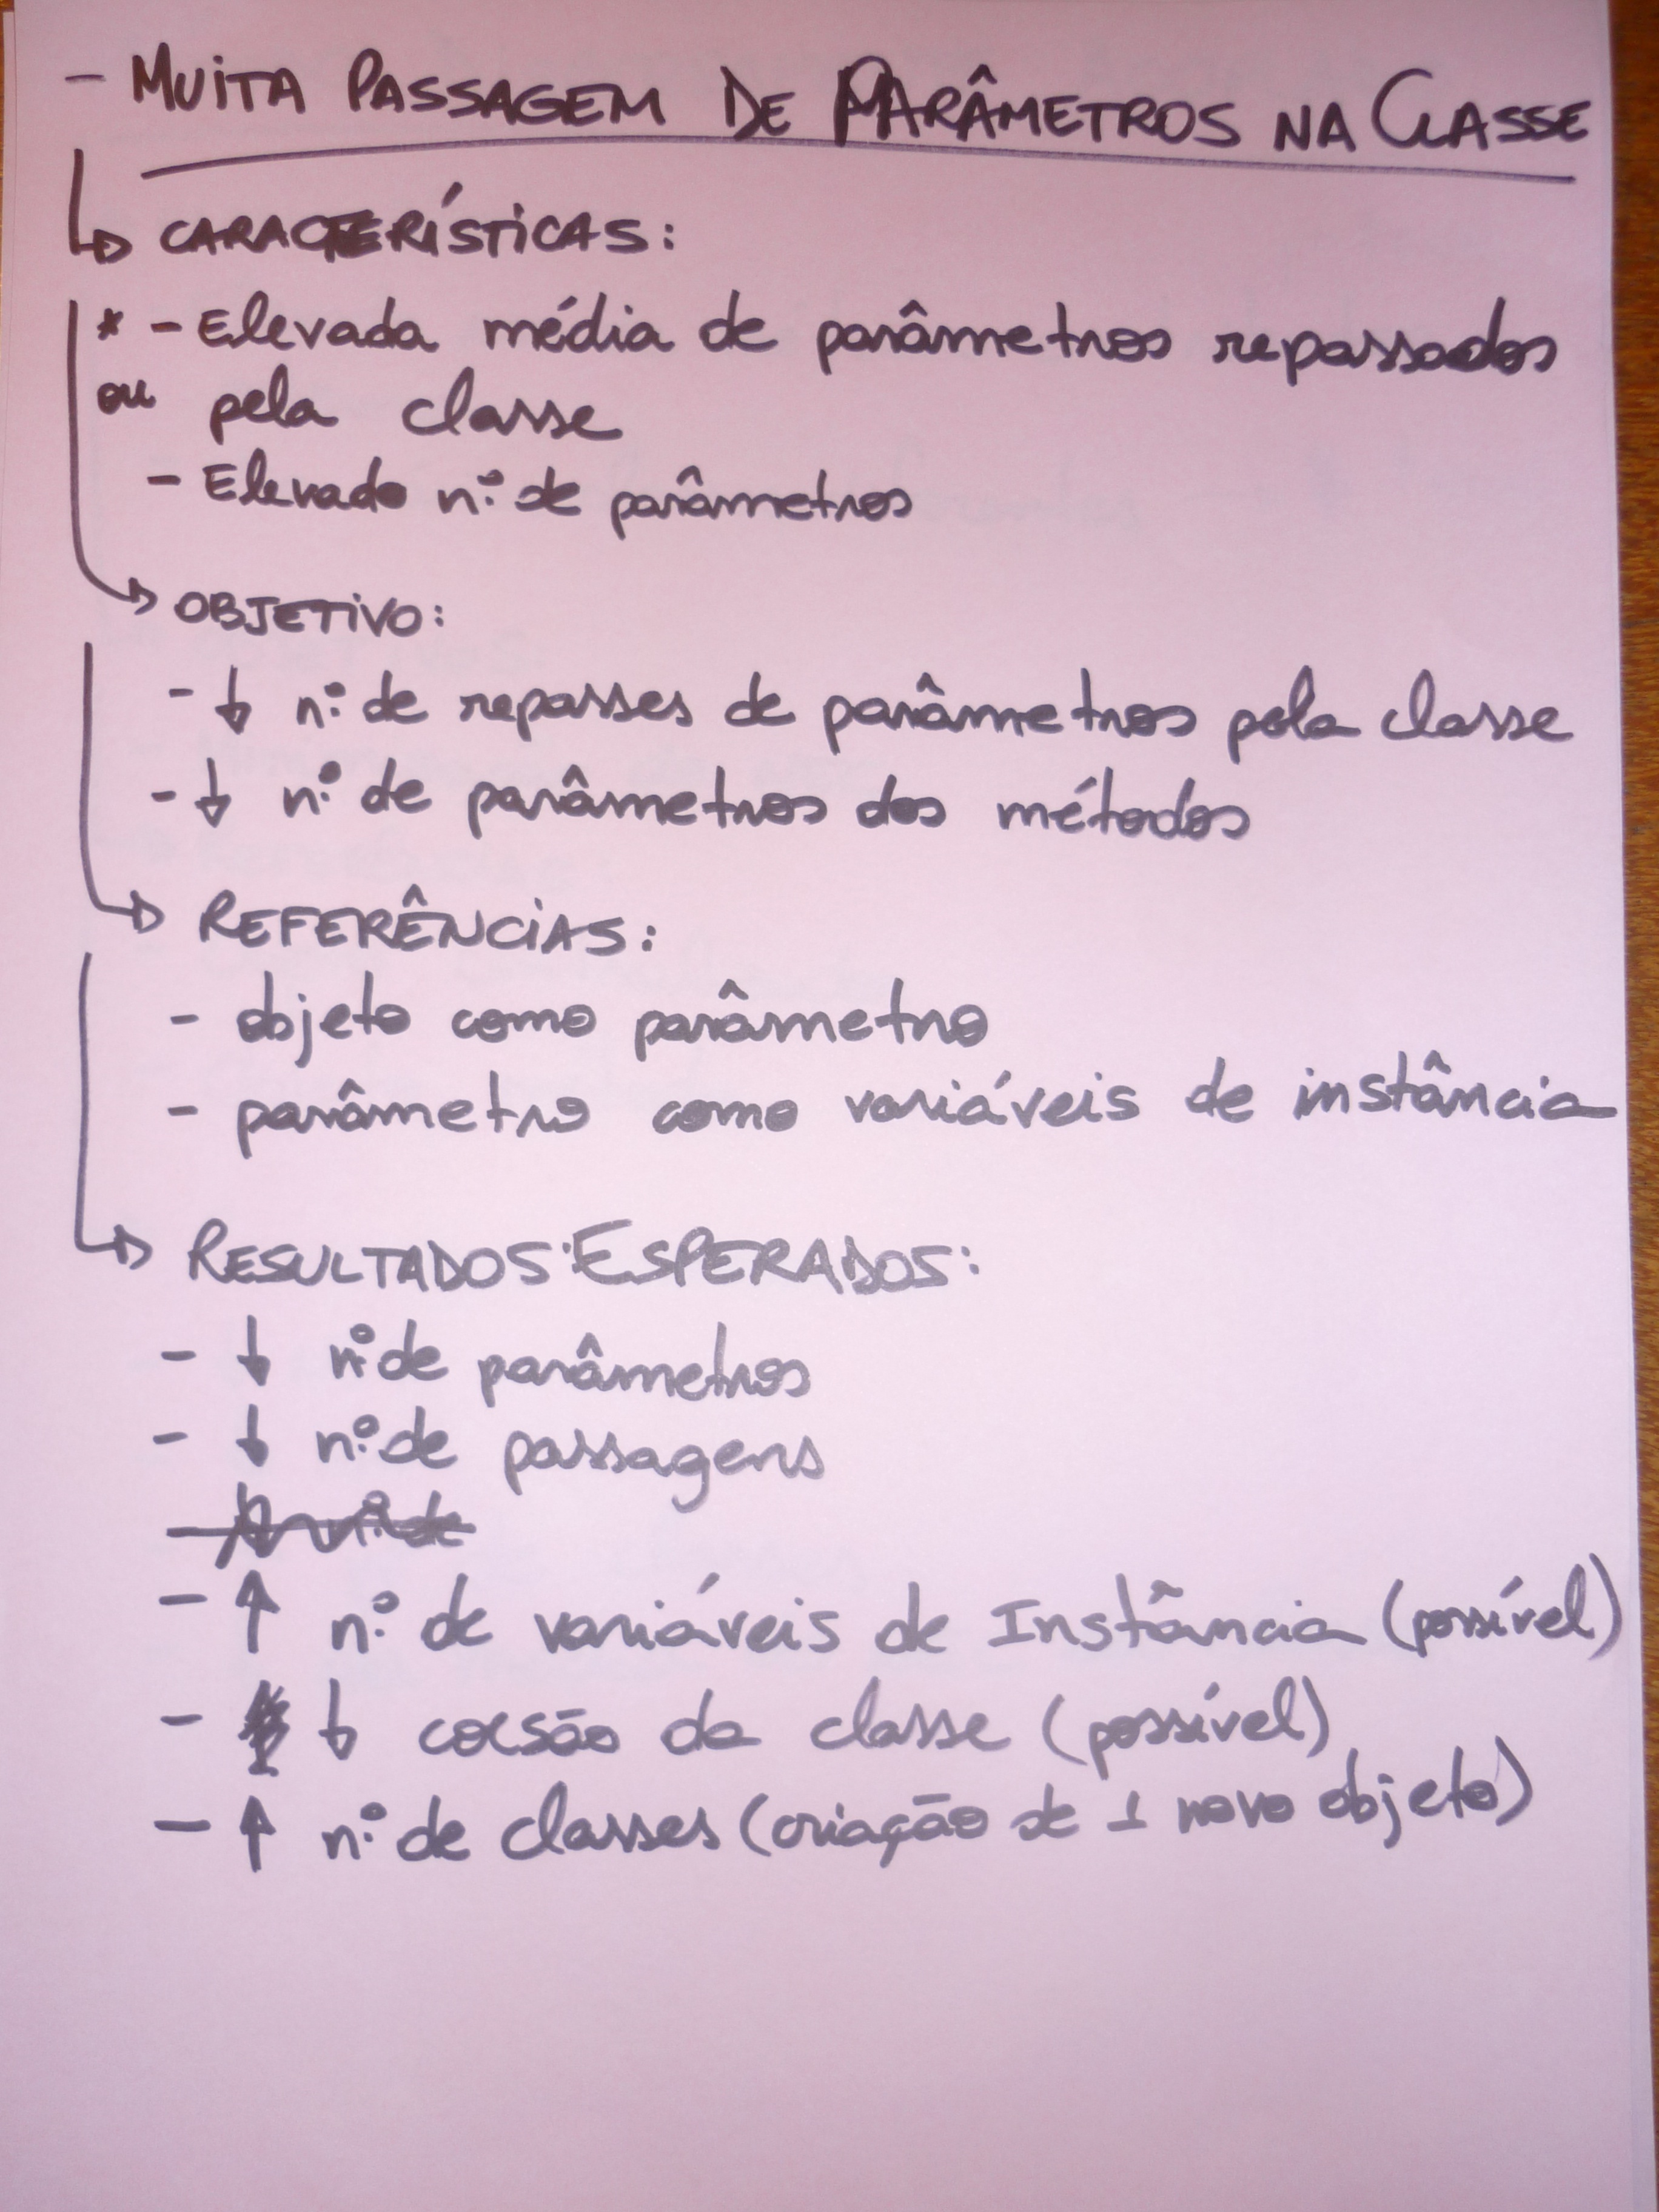 - MUITA PASSAGEM DE PARÂMETROS NA CLASSE
↳ CARACTERÍSTICAS:
* - Elevada média de parâmetros repassados
ou pela classe
- Elevado nº de parâmetros
→ OBJETIVO:
- ↓ nº de repasses de parâmetros pela classe
- ↓ nº de parâmetros dos métodos
→ REFERÊNCIAS:
- objeto como parâmetro
- parâmetro como variáveis de instância
→ RESULTADOS ESPERADOS:
- ↓ nº de parâmetros
- ↓ nº de passagens
- ↑ nº de variáveis de Instância (possível)
- ↓ coesão da classe (possível)
- ↑ nº de classes (criação de 1 novo objeto)